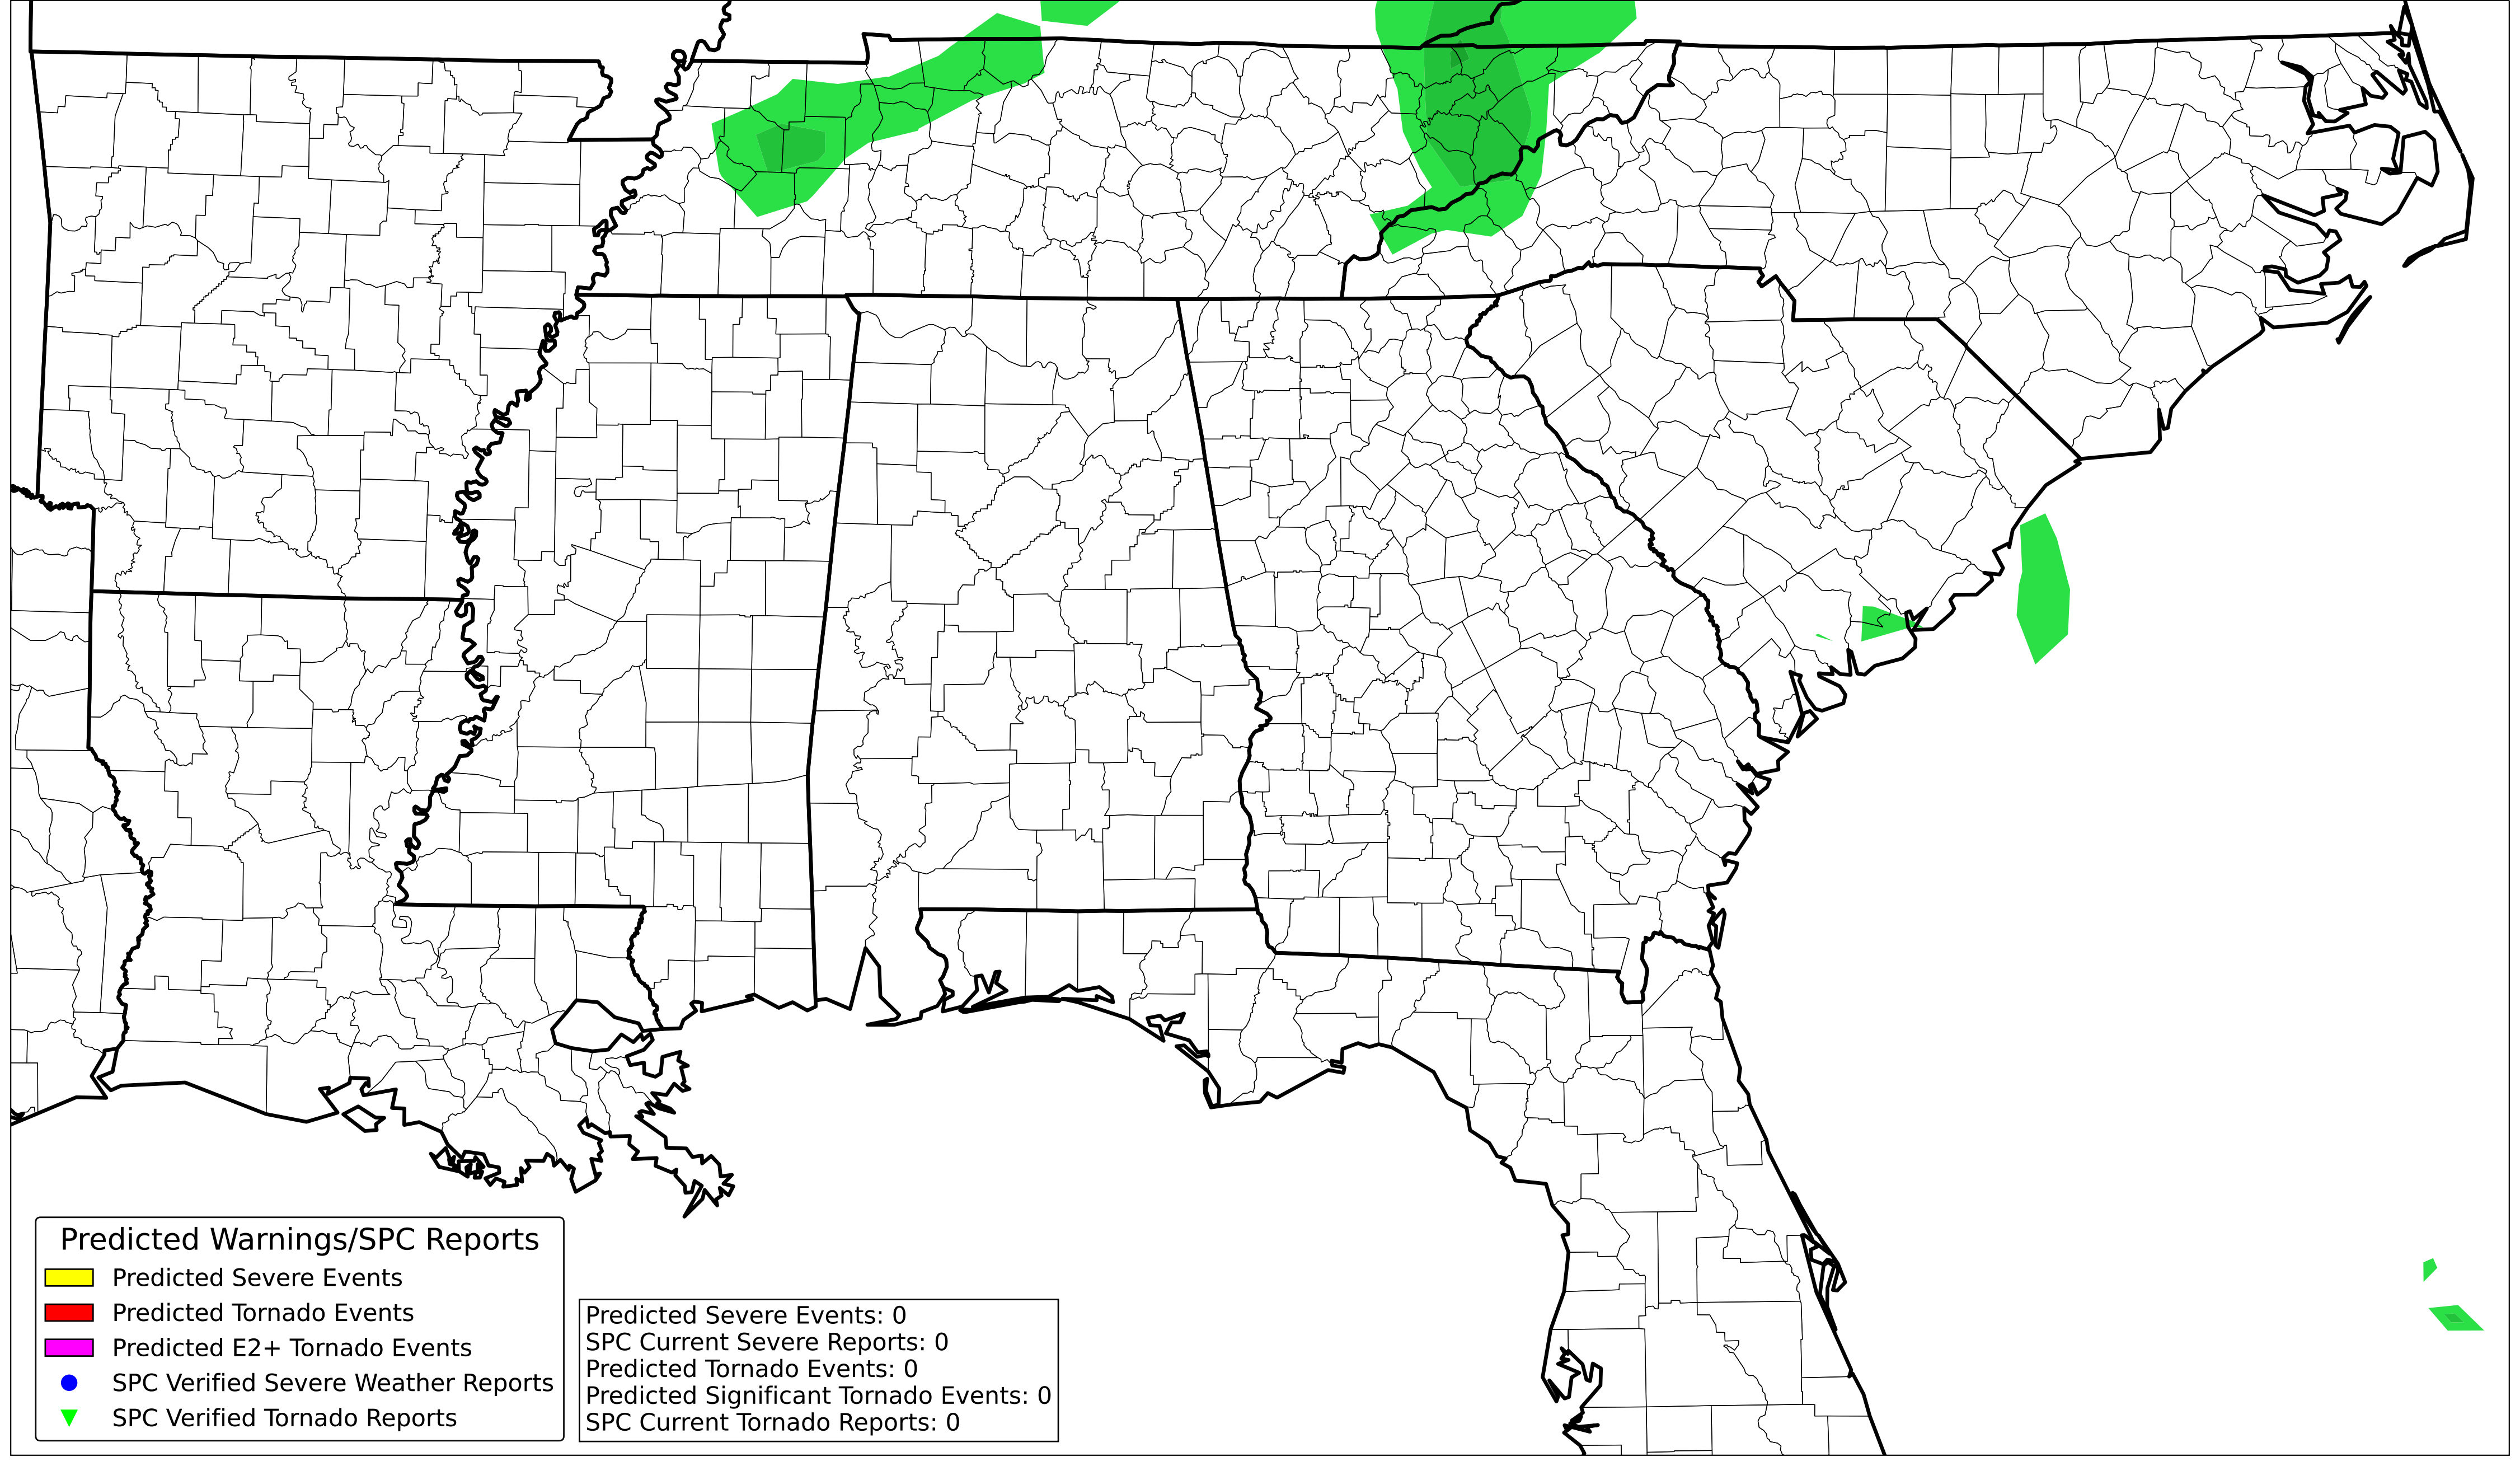 Predicted Warnings/SPC Reports
Predicted Severe Events
Predicted Tornado Events
Predicted E2+ Tornado Events
SPC Verified Severe Weather Reports
SPC Verified Tornado Reports
Predicted Severe Events: 0
SPC Current Severe Reports: 0
Predicted Tornado Events: 0
Predicted Significant Tornado Events: 0
SPC Current Tornado Reports: 0